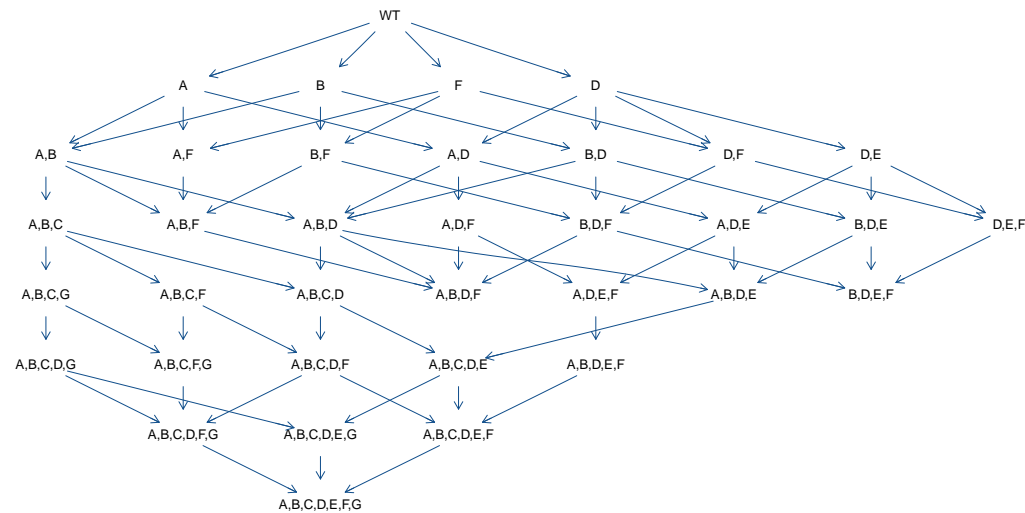 WT
A B F D
A,B A,F B,F A,D B,D D,F D,E
A,B,C A,B,F A,B,D A,D,F B,D,F A,D,E B,D,E D,E,F
A,B,C,G A,B,C,F A,B,C,D A,B,D,F A,D,E,F A,B,D,E B,D,E,F
A,B,C,D,G A,B,C,F,G A,B,C,D,F A,B,C,D,E A,B,D,E,F
A,B,C,D,F,G A,B,C,D,E,G A,B,C,D,E,F
A,B,C,D,E,F,G